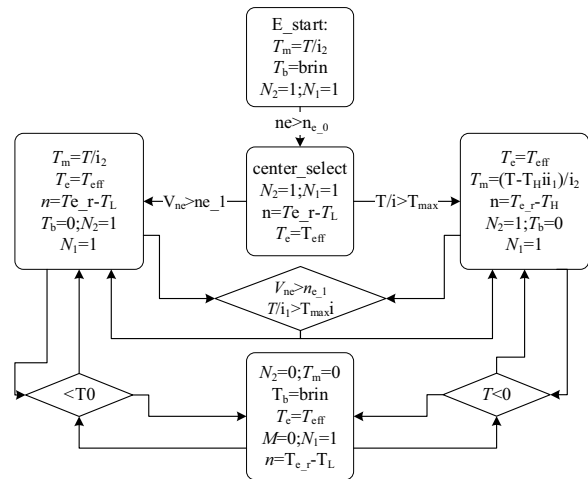 E_start:
Tm=T/i2
Tb=brin
N2=1;N1=1
ne>ne_0
Tm=T/i2
Te=Teff
n=Te_r-TL
Tb=0;N2=1
N1=1
Vne>ne_1
center_select
N2=1;N1=1
n=Te_r-TL
Te=Teff
T/i>Tmax
Te=Teff
Tm=(T-THii1)/i2
n=Te_r-TH
N2=1;Tb=0
N1=1
Vne>ne_1
T/i1>Tmaxi
<T0
N2=0;Tm=0
Tb=brin
Te=Teff
M=0;N1=1
n=Te_r-TL
T<0